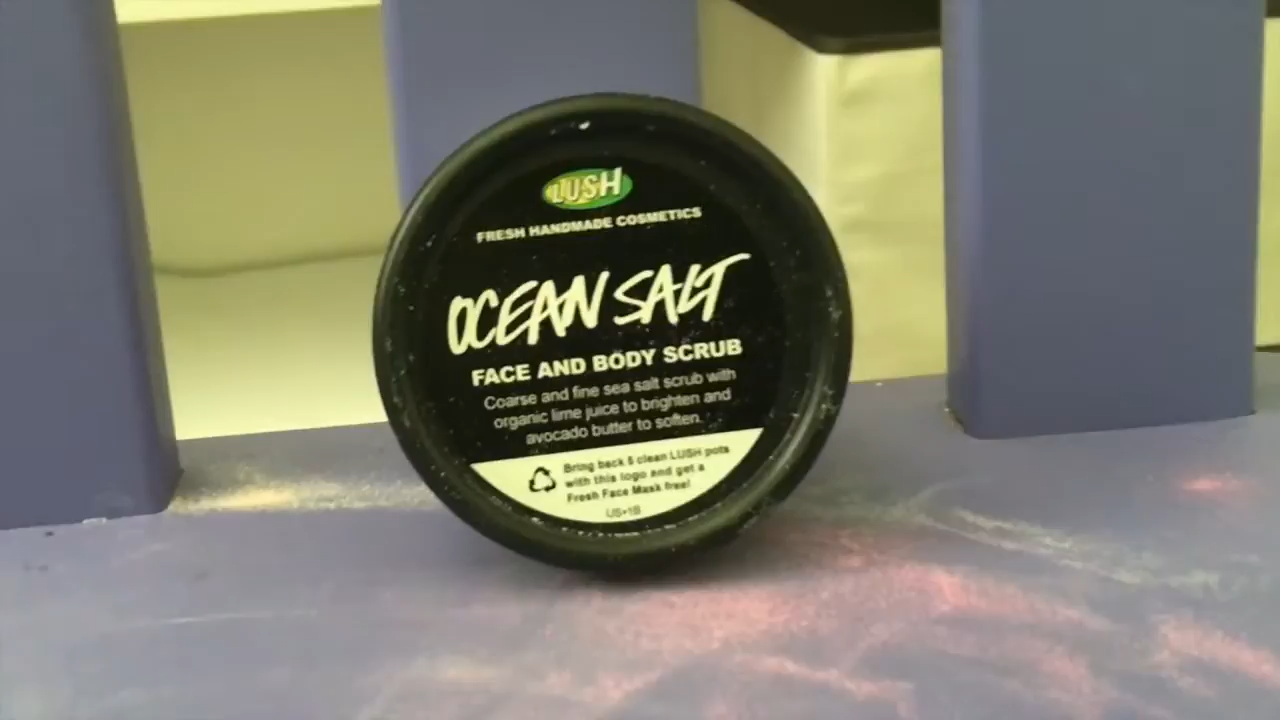 LUSH
FRESH HANDMADE COSMETICS
OCEAN SALT
FACE AND BODY SCRUB
Coarse and fine sea salt scrub with
organic lime juice to brighten and
avocado butter to soften.
Bring back 5 clean LUSH pots
with this logo and get a
Fresh Face Mask free!